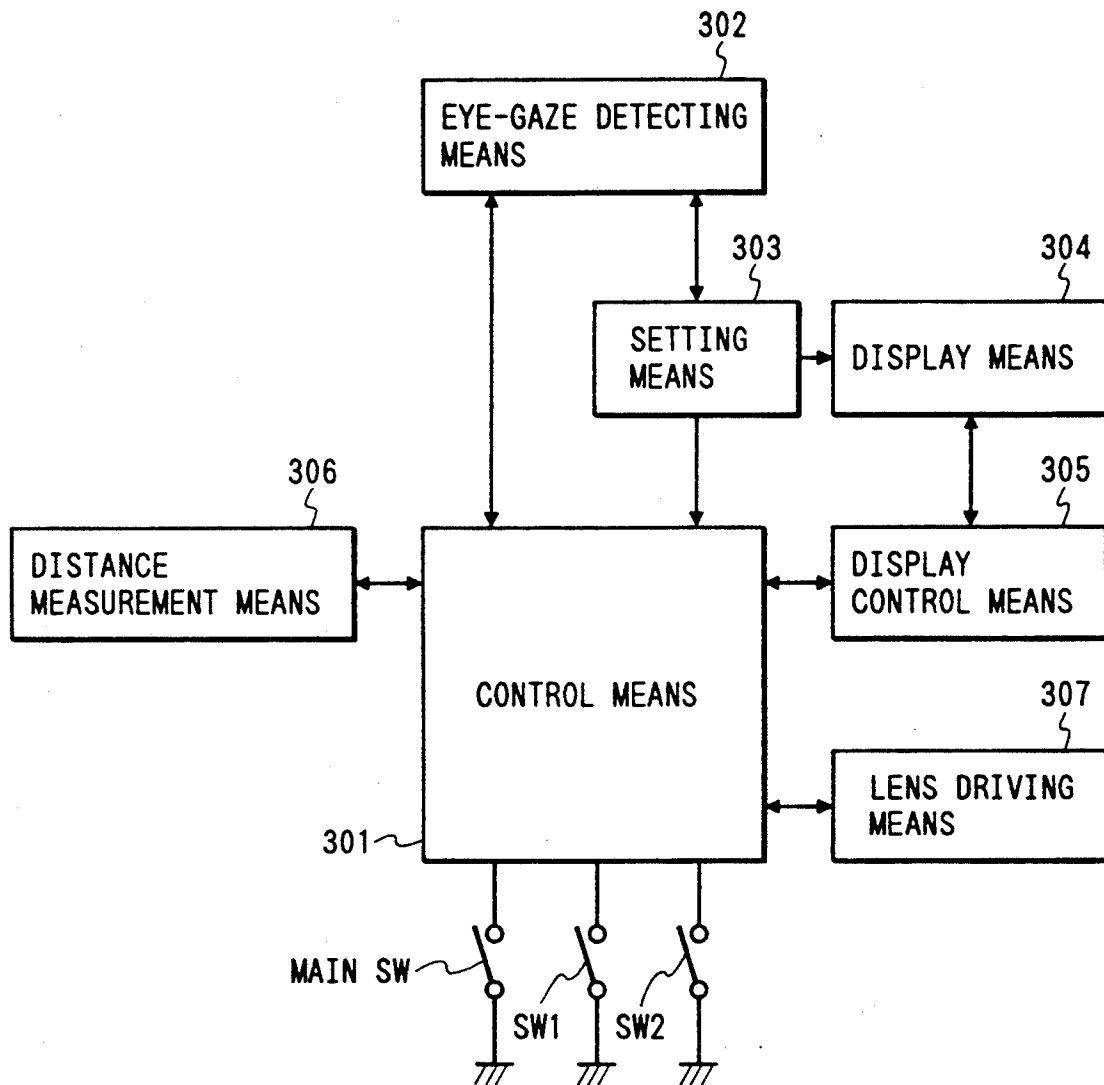 302
EYE-GAZE DETECTING
MEANS
303
304
SETTING
MEANS
DISPLAY MEANS
306
305
DISTANCE
MEASUREMENT MEANS
DISPLAY
CONTROL MEANS
CONTROL MEANS
307
LENS DRIVING
MEANS
301
MAIN SW
SW1
SW2